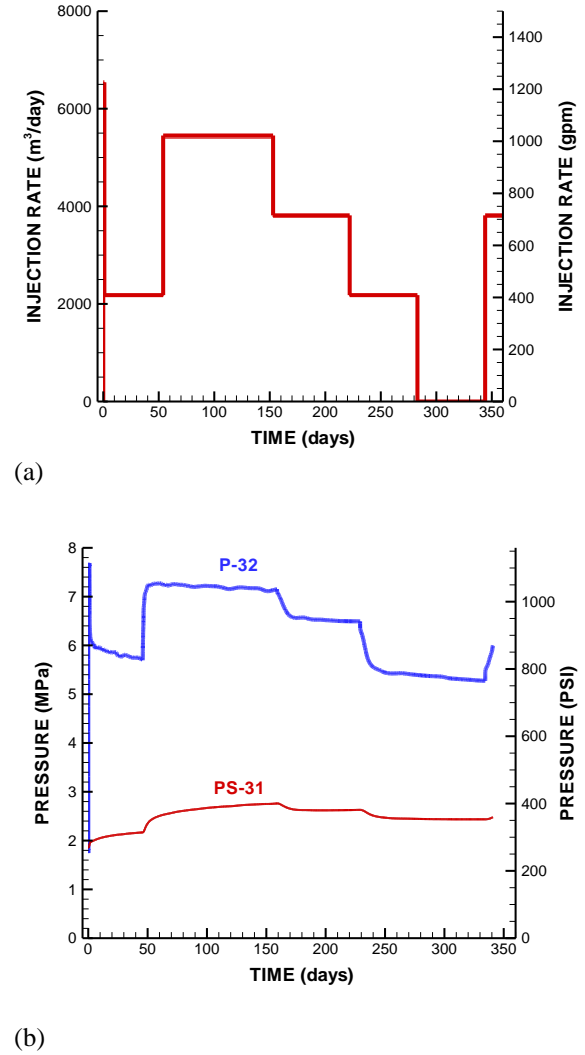 8000
6000
4000
2000
0
INJECTION RATE (m³/day)
1400
1200
1000
800
600
400
200
0
INJECTION RATE (gpm)
0 50 100 150 200 250 300 350
TIME (days)
(a)
8
7
6
5
4
3
2
1
0
PRESSURE (MPa)
P-32
PS-31
1000
800
600
400
200
0
PRESSURE (PSI)
0 50 100 150 200 250 300 350
TIME (days)
(b)